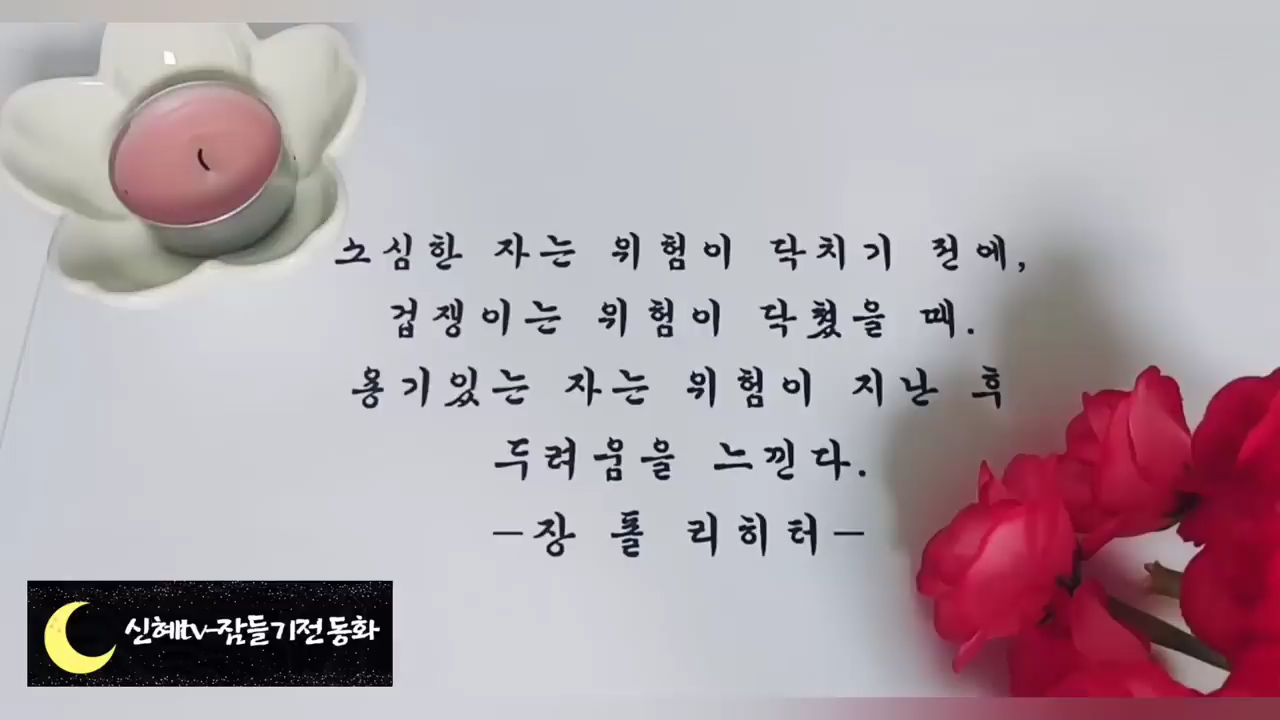 소심한 자는 위험이 닥치기 전에,
겁쟁이는 위험이 닥쳤을 때.
용기있는 자는 위험이 지난 후
두려움을 느낀다.
-장 폴 리히터-
신혜tv-잠들기전 동화